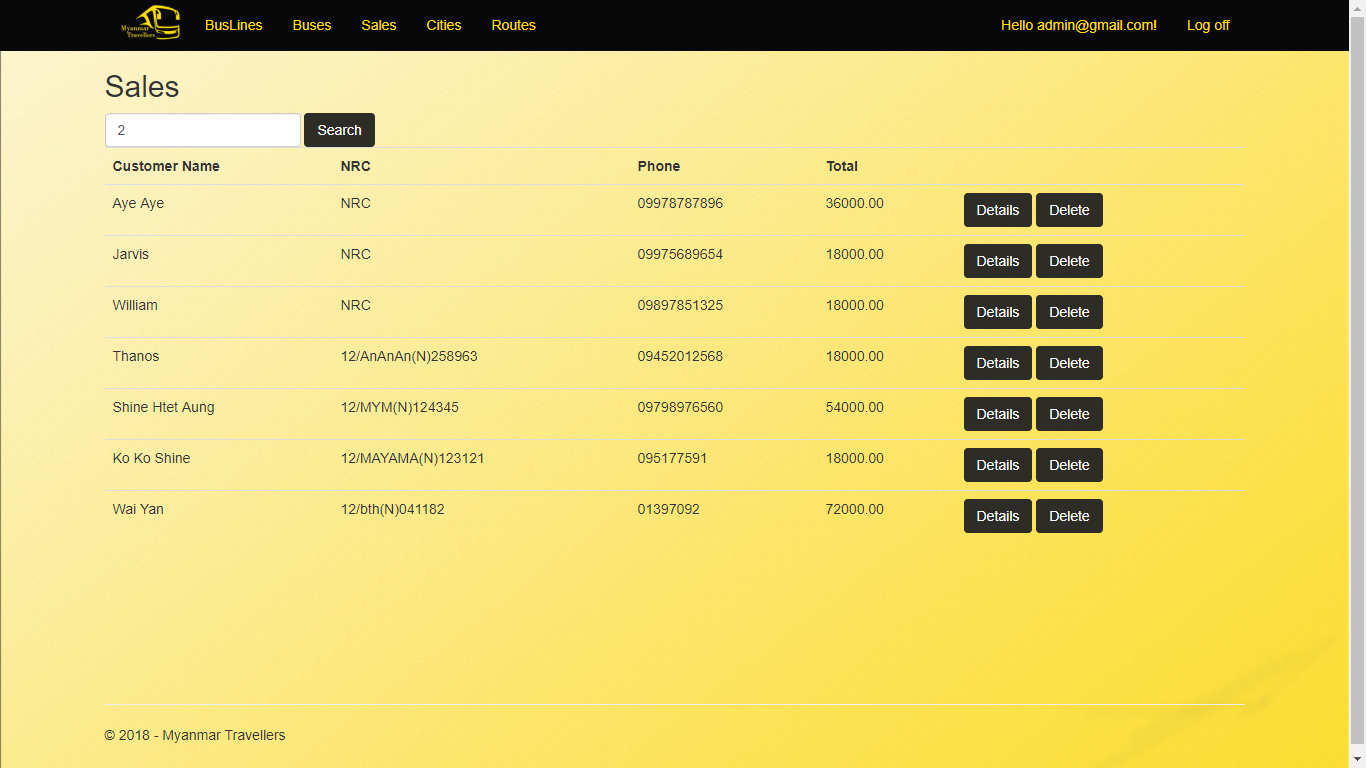 Myanmar Travellers BusLines Buses Sales Cities Routes Hello admin@gmail.com! Log off
Sales
2 Search
Customer Name NRC Phone Total
Aye Aye NRC 09978787896 36000.00 Details Delete
Jarvis NRC 09975689654 18000.00 Details Delete
William NRC 09897851325 18000.00 Details Delete
Thanos 12/AnAnAn(N)258963 09452012568 18000.00 Details Delete
Shine Htet Aung 12/MYM(N)124345 09798976560 54000.00 Details Delete
Ko Ko Shine 12/MAYAMA(N)123121 095177591 18000.00 Details Delete
Wai Yan 12/bth(N)041182 01397092 72000.00 Details Delete
© 2018 - Myanmar Travellers